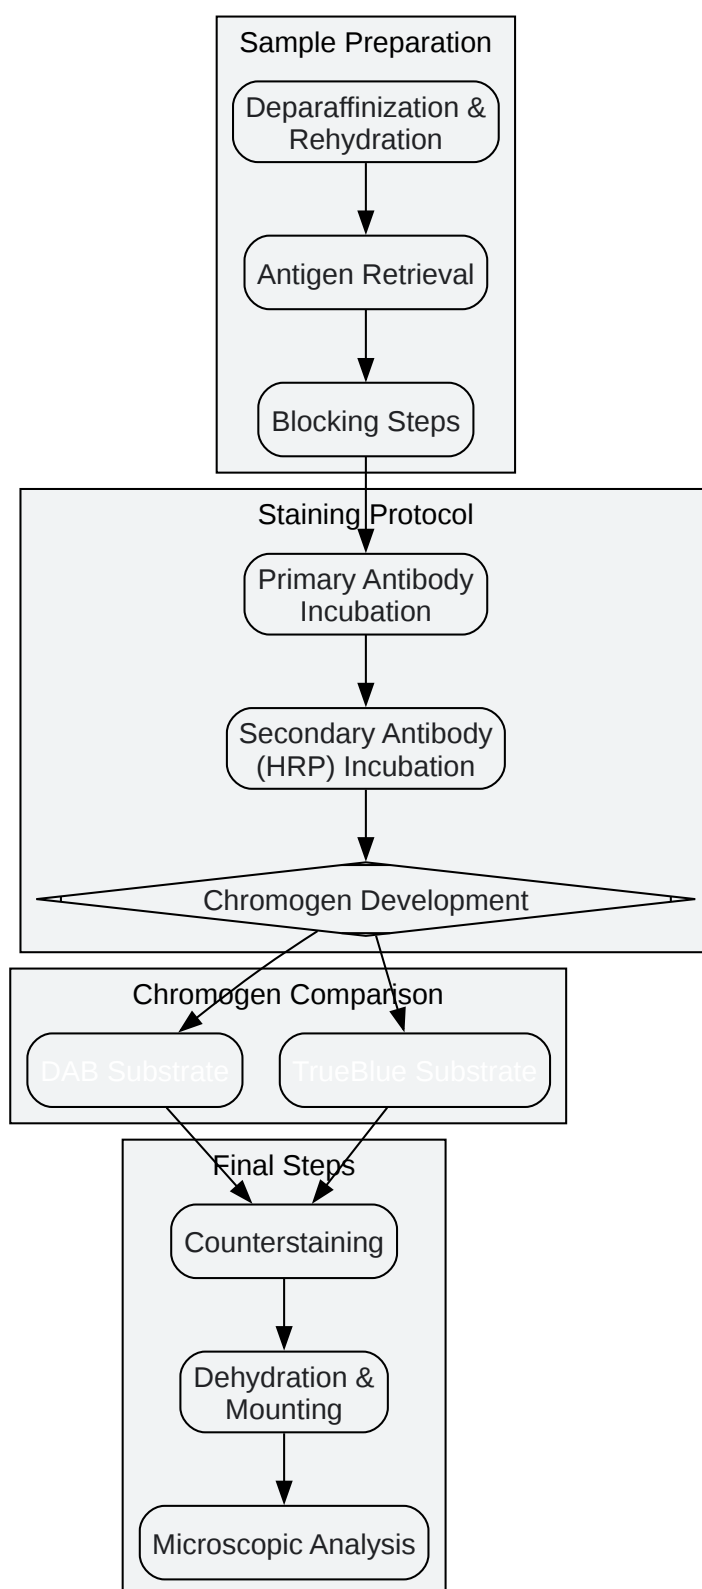 Sample Preparation
Deparaffinization &
Rehydration
Antigen Retrieval
Blocking Steps
Staining Protocol
Primary Antibody
Incubation
Secondary Antibody
(HRP) Incubation
Chromogen Development
Chromogen Comparison
DAB Substrate
TrueBlue Substrate
Final Steps
Counterstaining
Dehydration &
Mounting
Microscopic Analysis